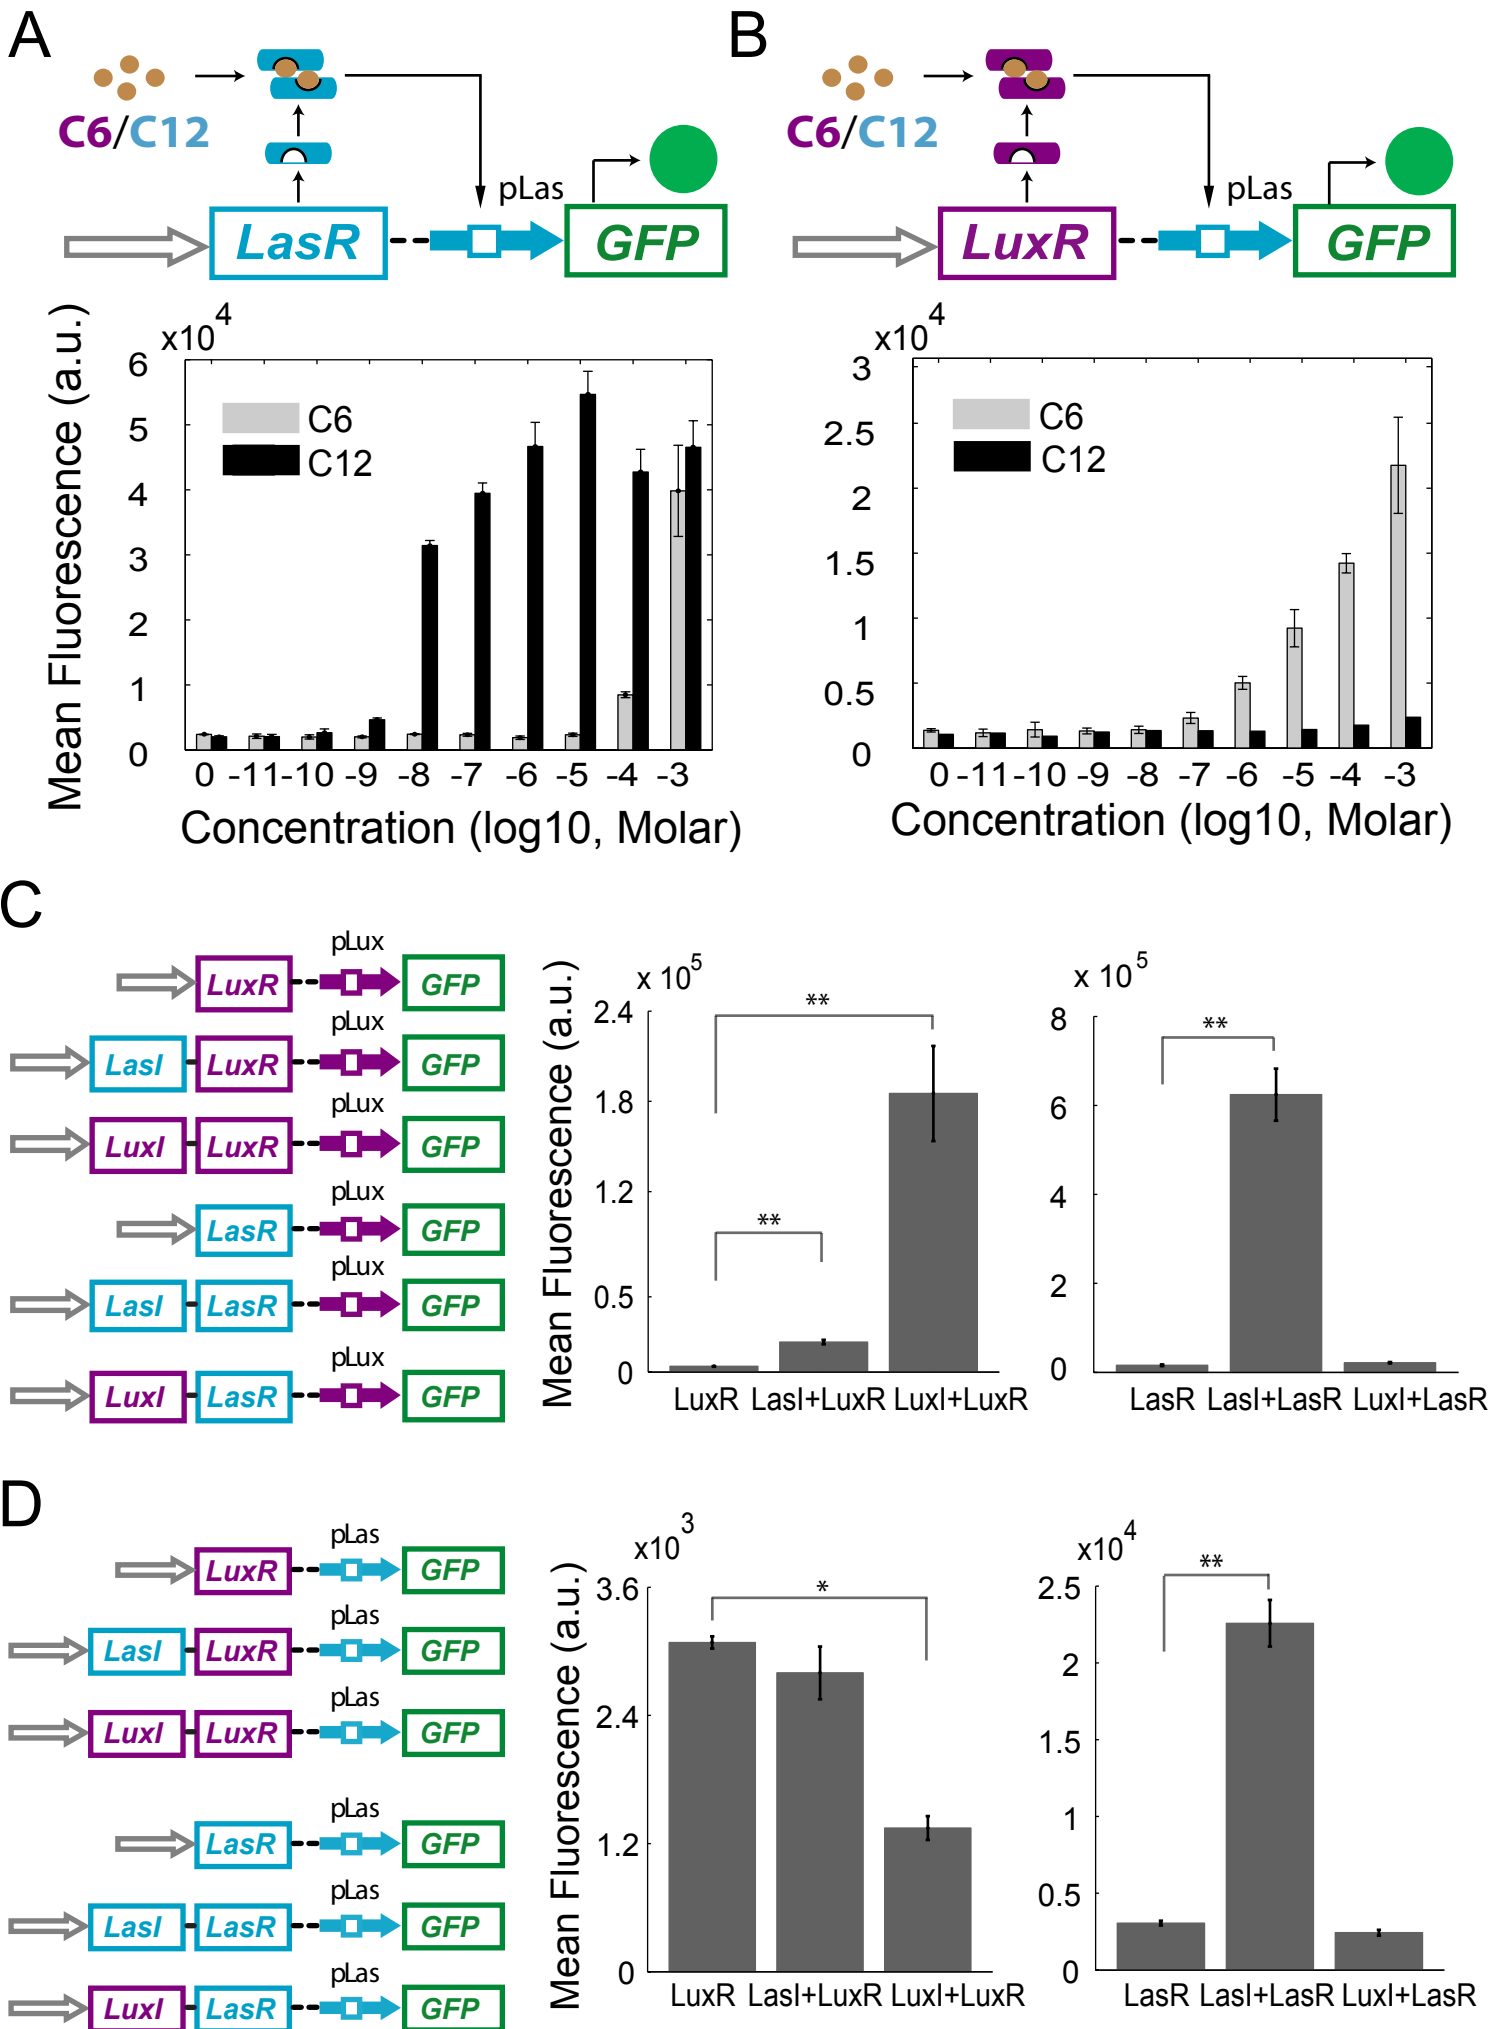 A
C6/C12
LasR
pLas
GFP
x10^4
Mean Fluorescence (a.u.)
6
5
4
3
2
1
0
C6
C12
0 -11 -10 -9 -8 -7 -6 -5 -4 -3
Concentration (log10, Molar)
B
C6/C12
LuxR
pLas
GFP
x10^4
3
2.5
2
1.5
1
0.5
0
C6
C12
0 -11 -10 -9 -8 -7 -6 -5 -4 -3
Concentration (log10, Molar)
C
pLux
LuxR GFP
pLux
LasI LuxR GFP
pLux
LuxI LuxR GFP
pLux
LasR GFP
pLux
LasI LasR GFP
pLux
LuxI LasR GFP
Mean Fluorescence (a.u.)
x 10^5
2.4
1.8
1.2
0.5
0
**
**
LuxR LasI+LuxR LuxI+LuxR
x 10^5
8
6
4
2
0
**
LasR LasI+LasR LuxI+LasR
D
pLas
LuxR GFP
pLas
LasI LuxR GFP
pLas
LuxI LuxR GFP
pLas
LasR GFP
pLas
LasI LasR GFP
pLas
LuxI LasR GFP
Mean Fluorescence (a.u.)
x10^3
3.6
2.4
1.2
0
*
LuxR LasI+LuxR LuxI+LuxR
x10^4
2.5
2
1.5
1
0.5
0
**
LasR LasI+LasR LuxI+LasR